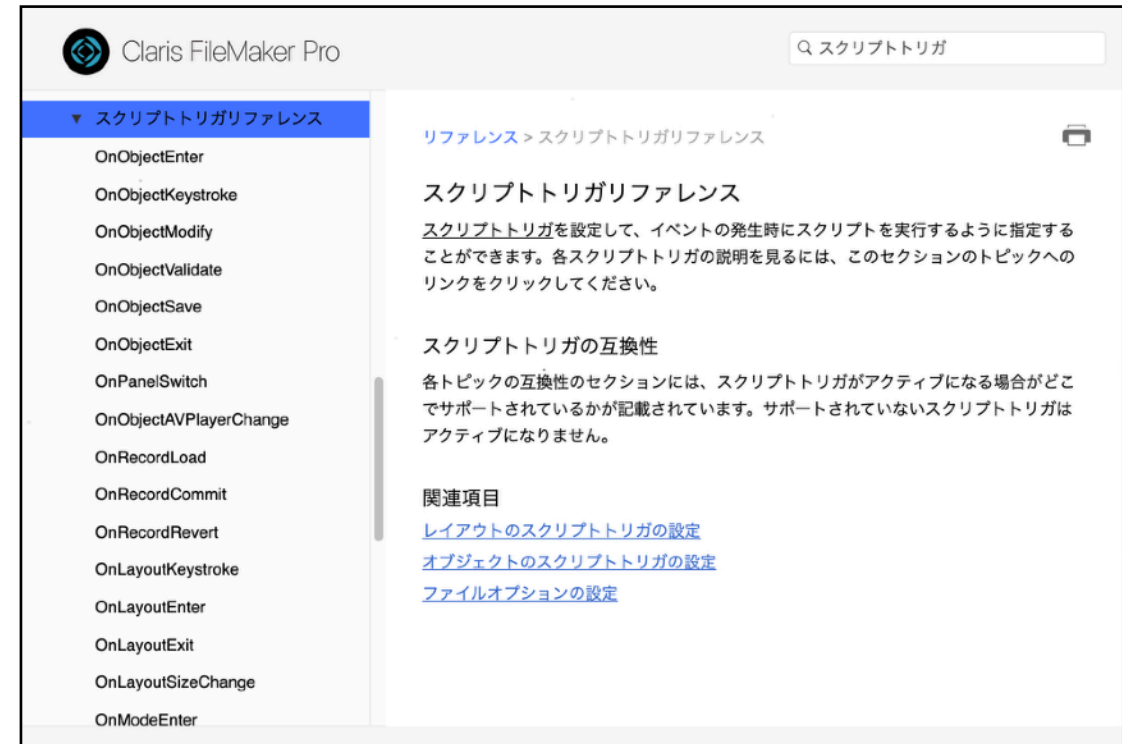 Claris FileMaker Pro
スクリプトトリガ
スクリプトトリガリファレンス
OnObjectEnter
OnObjectKeystroke
OnObjectModify
OnObjectValidate
OnObjectSave
OnObjectExit
OnPanelSwitch
OnObjectAVPlayerChange
OnRecordLoad
OnRecordCommit
OnRecordRevert
OnLayoutKeystroke
OnLayoutEnter
OnLayoutExit
OnLayoutSizeChange
OnModeEnter
リファレンス > スクリプトトリガリファレンス
スクリプトトリガリファレンス
スクリプトトリガを設定して、イベントの発生時にスクリプトを実行するように指定する
ことができます。各スクリプトトリガの説明を見るには、このセクションのトピックへの
リンクをクリックしてください。
スクリプトトリガの互換性
各トピックの互換性のセクションには、スクリプトトリガがアクティブになる場合がどこ
でサポートされているかが記載されています。サポートされていないスクリプトトリガは
アクティブになりません。
関連項目
レイアウトのスクリプトトリガの設定
オブジェクトのスクリプトトリガの設定
ファイルオプションの設定